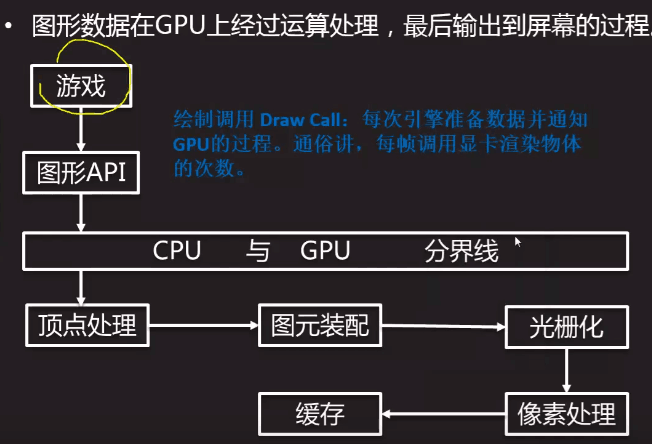 • 图形数据在GPU上经过运算处理，最后输出到屏幕的过程.
游戏
绘制调用 Draw Call：每次引擎准备数据并通知
GPU的过程。通俗讲，每帧调用显卡渲染物体
的次数。
图形API
CPU 与 GPU 分界线
顶点处理
图元装配
光栅化
缓存
像素处理